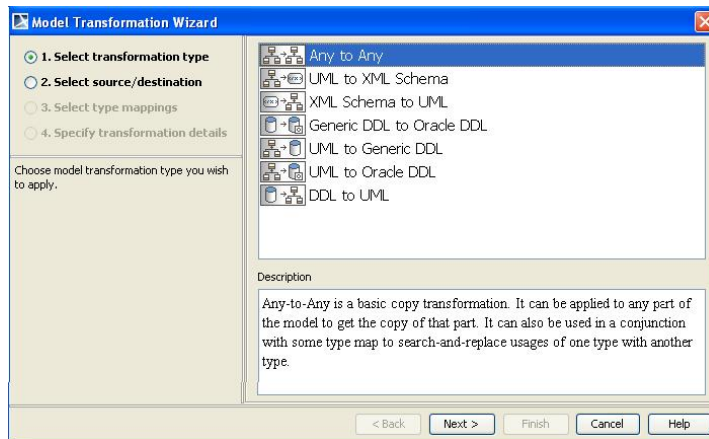 Model Transformation Wizard
1. Select transformation type
2. Select source/destination
3. Select type mappings
4. Specify transformation details
Choose model transformation type you wish
to apply.
Any to Any
UML to XML Schema
XML Schema to UML
Generic DDL to Oracle DDL
UML to Generic DDL
UML to Oracle DDL
DDL to UML
Description
Any-to-Any is a basic copy transformation. It can be applied to any part of
the model to get the copy of that part. It can also be used in a conjunction
with some type map to search-and-replace usages of one type with another
type.
< Back Next > Finish Cancel Help